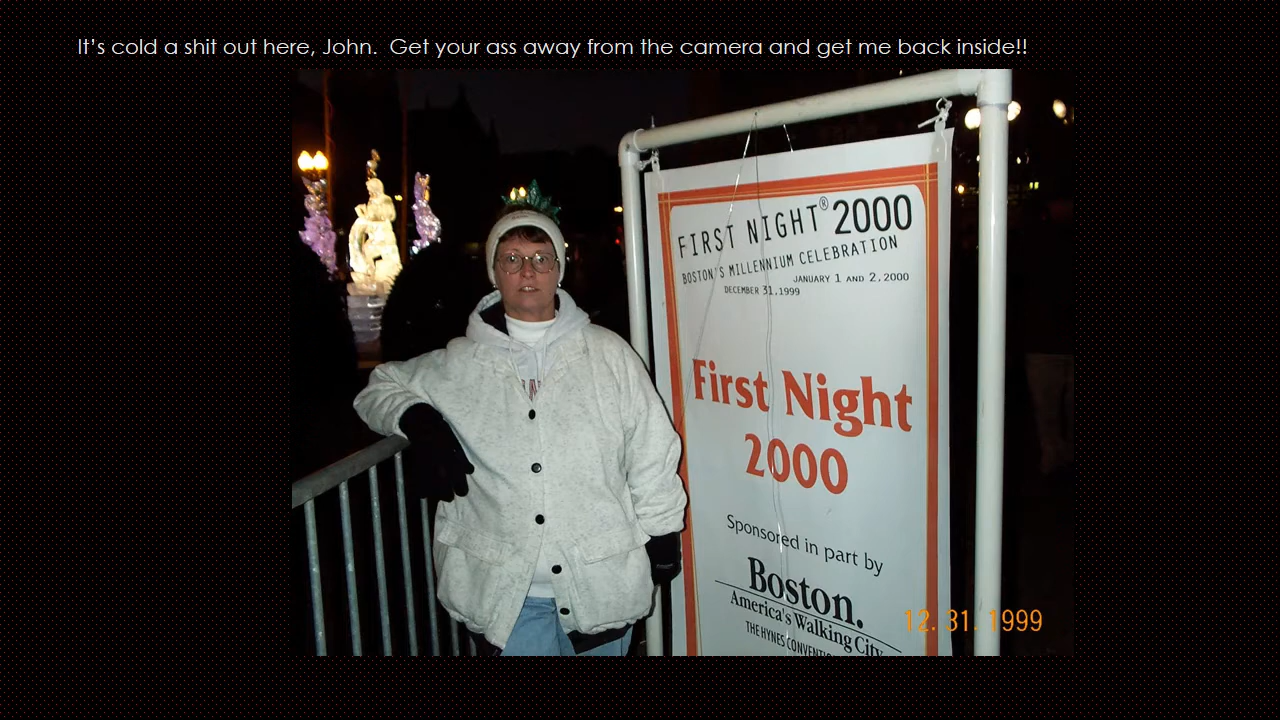 It's cold a shit out here, John.  Get your ass away from the camera and get me back inside!!
FIRST NIGHT® 2000
BOSTON'S MILLENNIUM CELEBRATION
JANUARY 1 AND 2, 2000
DECEMBER 31, 1999
First Night
2000
Sponsored in part by
Boston.
America's Walking City
THE HYNES
12. 31. 1999